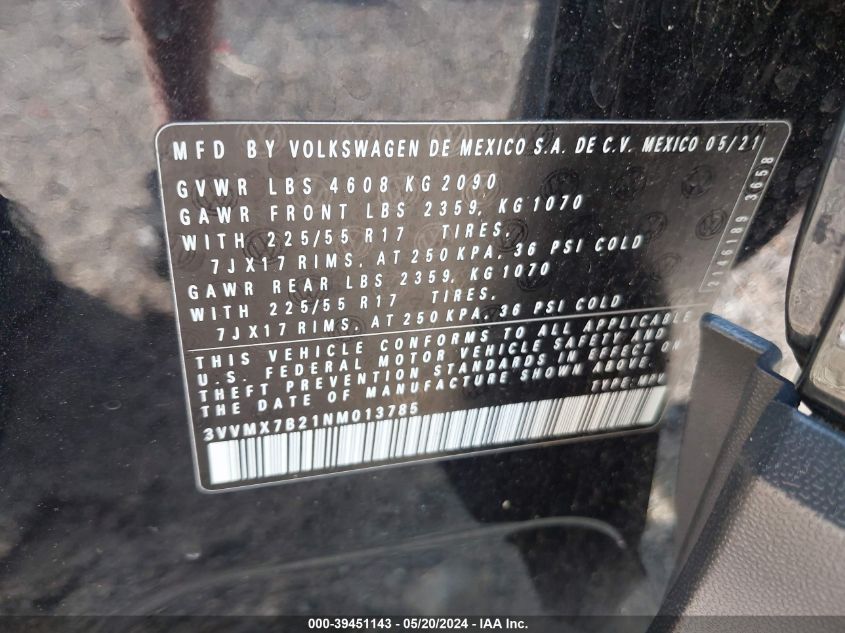 MFD BY VOLKSWAGEN DE MEXICO S.A. DE C.V. MEXICO 05/21
GVWR LBS 4608 KG 2090
GAWR FRONT LBS 2359, KG 1070
WITH 225/55 R17 TIRES,
7JX17 RIMS, AT 250 KPA, 36 PSI COLD
GAWR REAR LBS 2359, KG 1070
WITH 225/55 R17 TIRES,
7JX17 RIMS, AT 250 KPA, 36 PSI COLD
THIS VEHICLE CONFORMS TO ALL APPLICABLE
U.S. FEDERAL MOTOR VEHICLE SAFETY AND
THEFT PREVENTION STANDARDS IN EFFECT ON
THE DATE OF MANUFACTURE SHOWN ABOVE.
TYPE: MPV
3VVMX7B21NM013785
2146189 3658
000-39451143 - 05/20/2024 - IAA Inc.